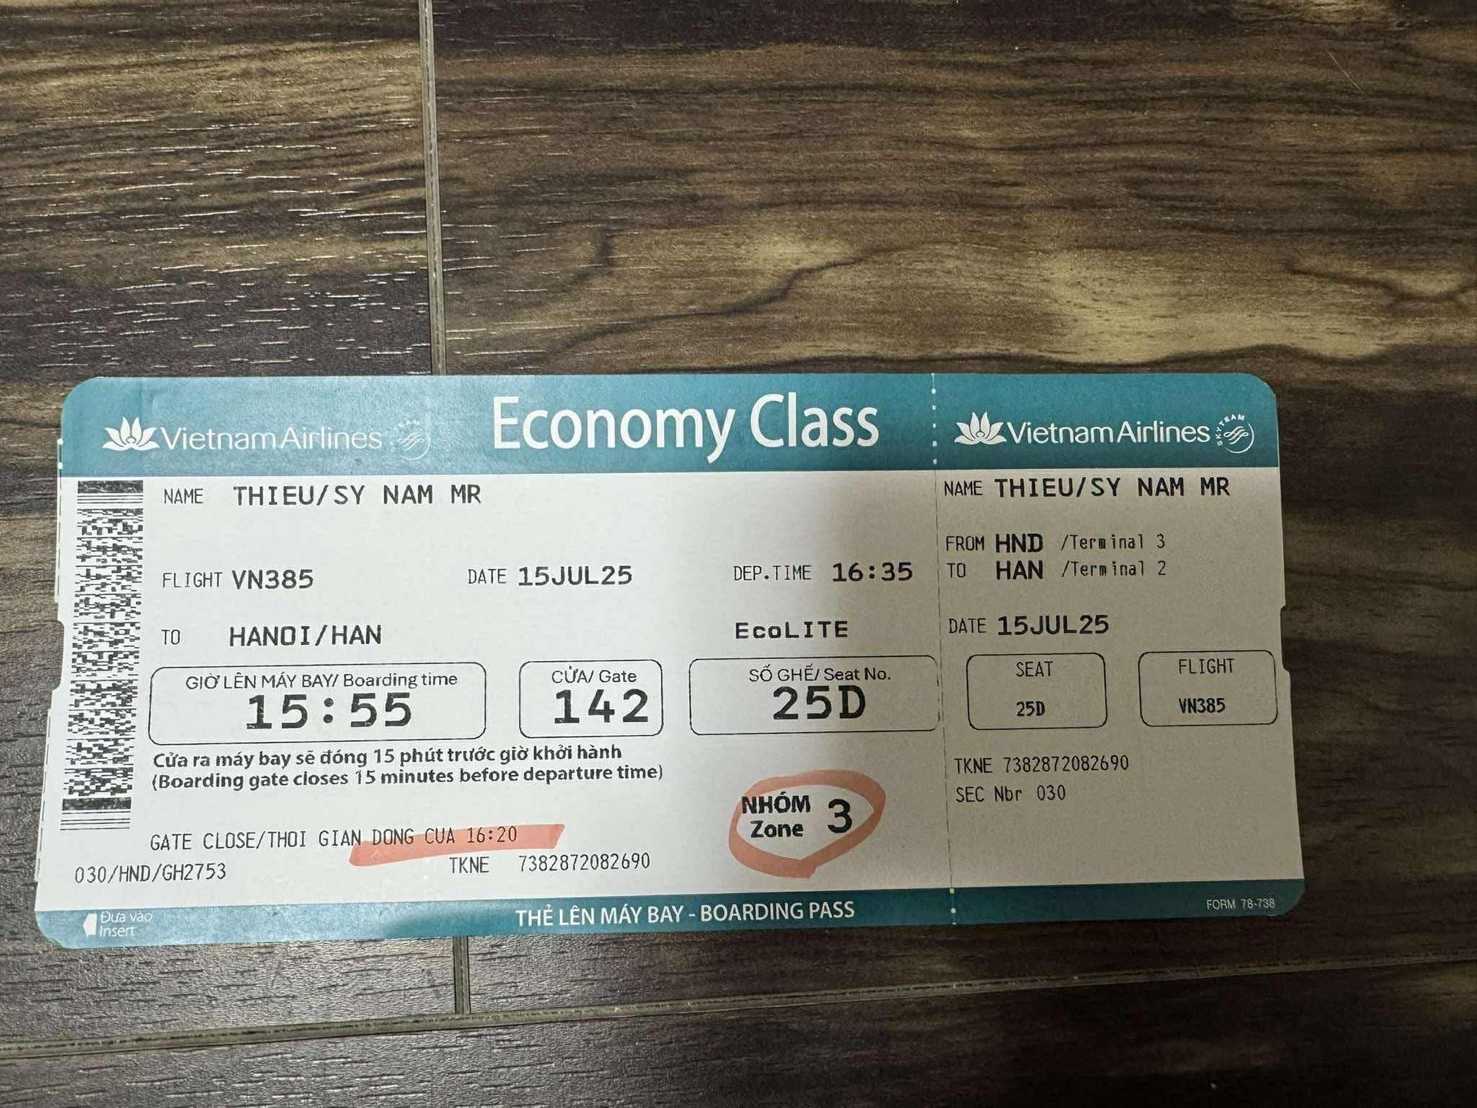 VietnamAirlines
Economy Class
VietnamAirlines SKYTEAM
NAME THIEU/SY NAM MR
NAME THIEU/SY NAM MR
FROM HND /Terminal 3
FLIGHT VN385 DATE 15JUL25 DEP.TIME 16:35
TO HAN /Terminal 2
TO HANOI/HAN EcoLITE
DATE 15JUL25
GIỜ LÊN MÁY BAY/ Boarding time
15:55
CỬA/ Gate
142
SỐ GHẾ/ Seat No.
25D
SEAT
25D
FLIGHT
VN385
Cửa ra máy bay sẽ đóng 15 phút trước giờ khởi hành
(Boarding gate closes 15 minutes before departure time)
TKNE 7382872082690
SEC Nbr 030
NHÓM
Zone 3
GATE CLOSE/THOI GIAN DONG CUA 16:20
030/HND/GH2753
TKNE 7382872082690
Đưa vào
Insert
THẺ LÊN MÁY BAY - BOARDING PASS
FORM 78-738